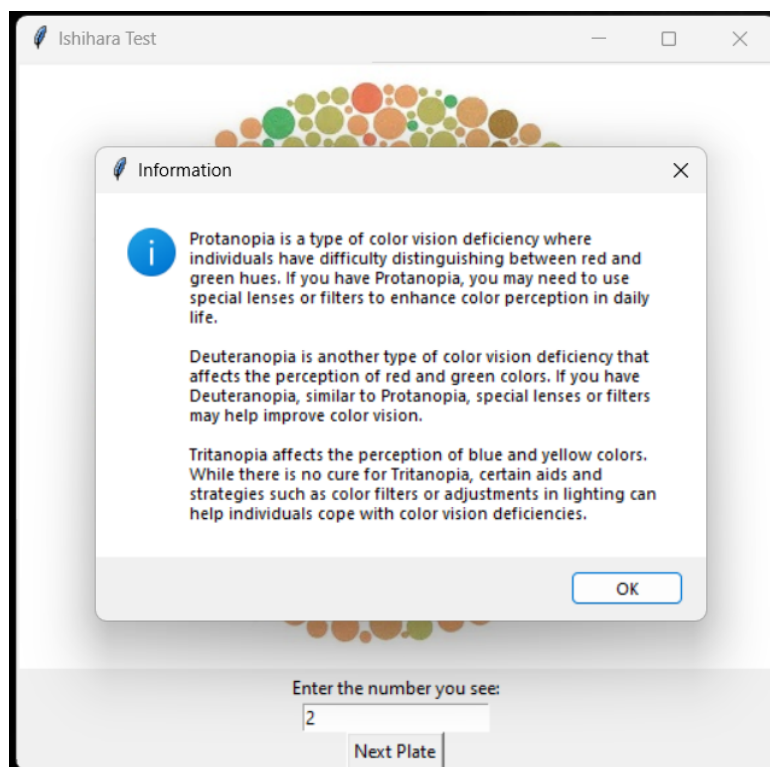 Ishihara Test
Information
Protanopia is a type of color vision deficiency where
individuals have difficulty distinguishing between red and
green hues. If you have Protanopia, you may need to use
special lenses or filters to enhance color perception in daily
life.
Deuteranopia is another type of color vision deficiency that
affects the perception of red and green colors. If you have
Deuteranopia, similar to Protanopia, special lenses or filters
may help improve color vision.
Tritanopia affects the perception of blue and yellow colors.
While there is no cure for Tritanopia, certain aids and
strategies such as color filters or adjustments in lighting can
help individuals cope with color vision deficiencies.
OK
Enter the number you see:
2
Next Plate